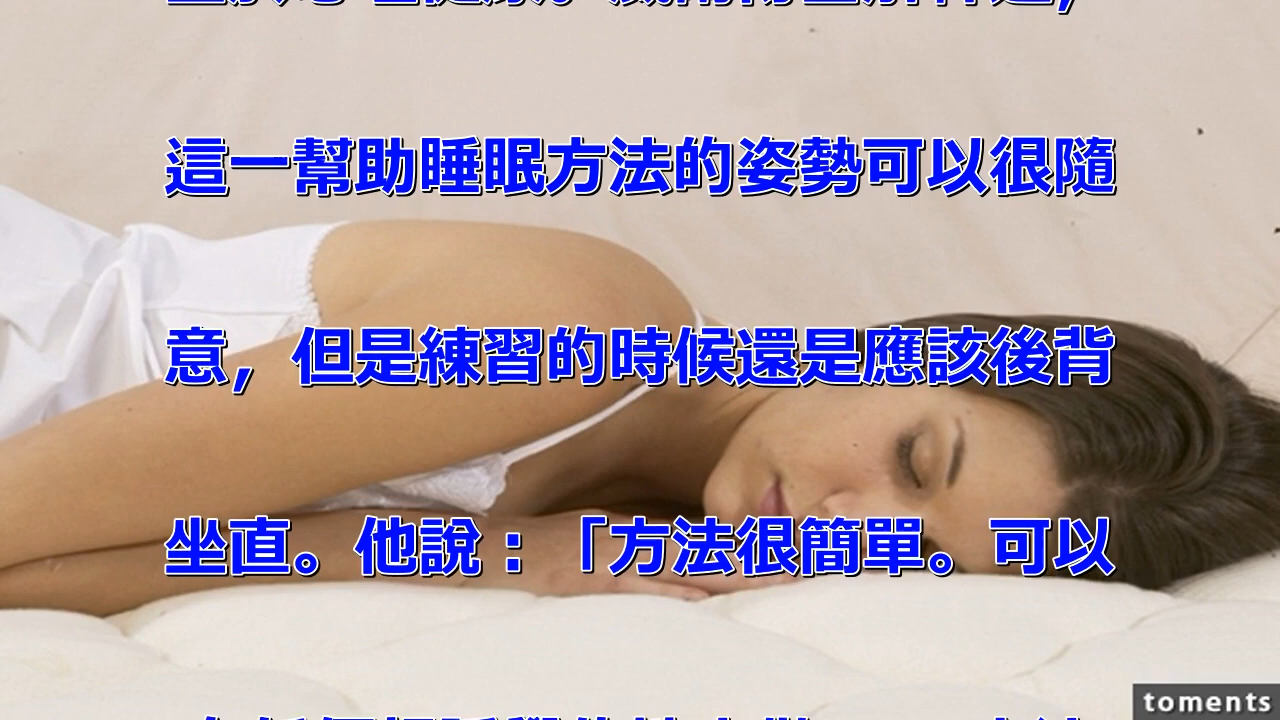 這一幫助睡眠方法的姿勢可以很隨
意，但是練習的時候還是應該後背
坐直。他說：「方法很簡單。可以
toments